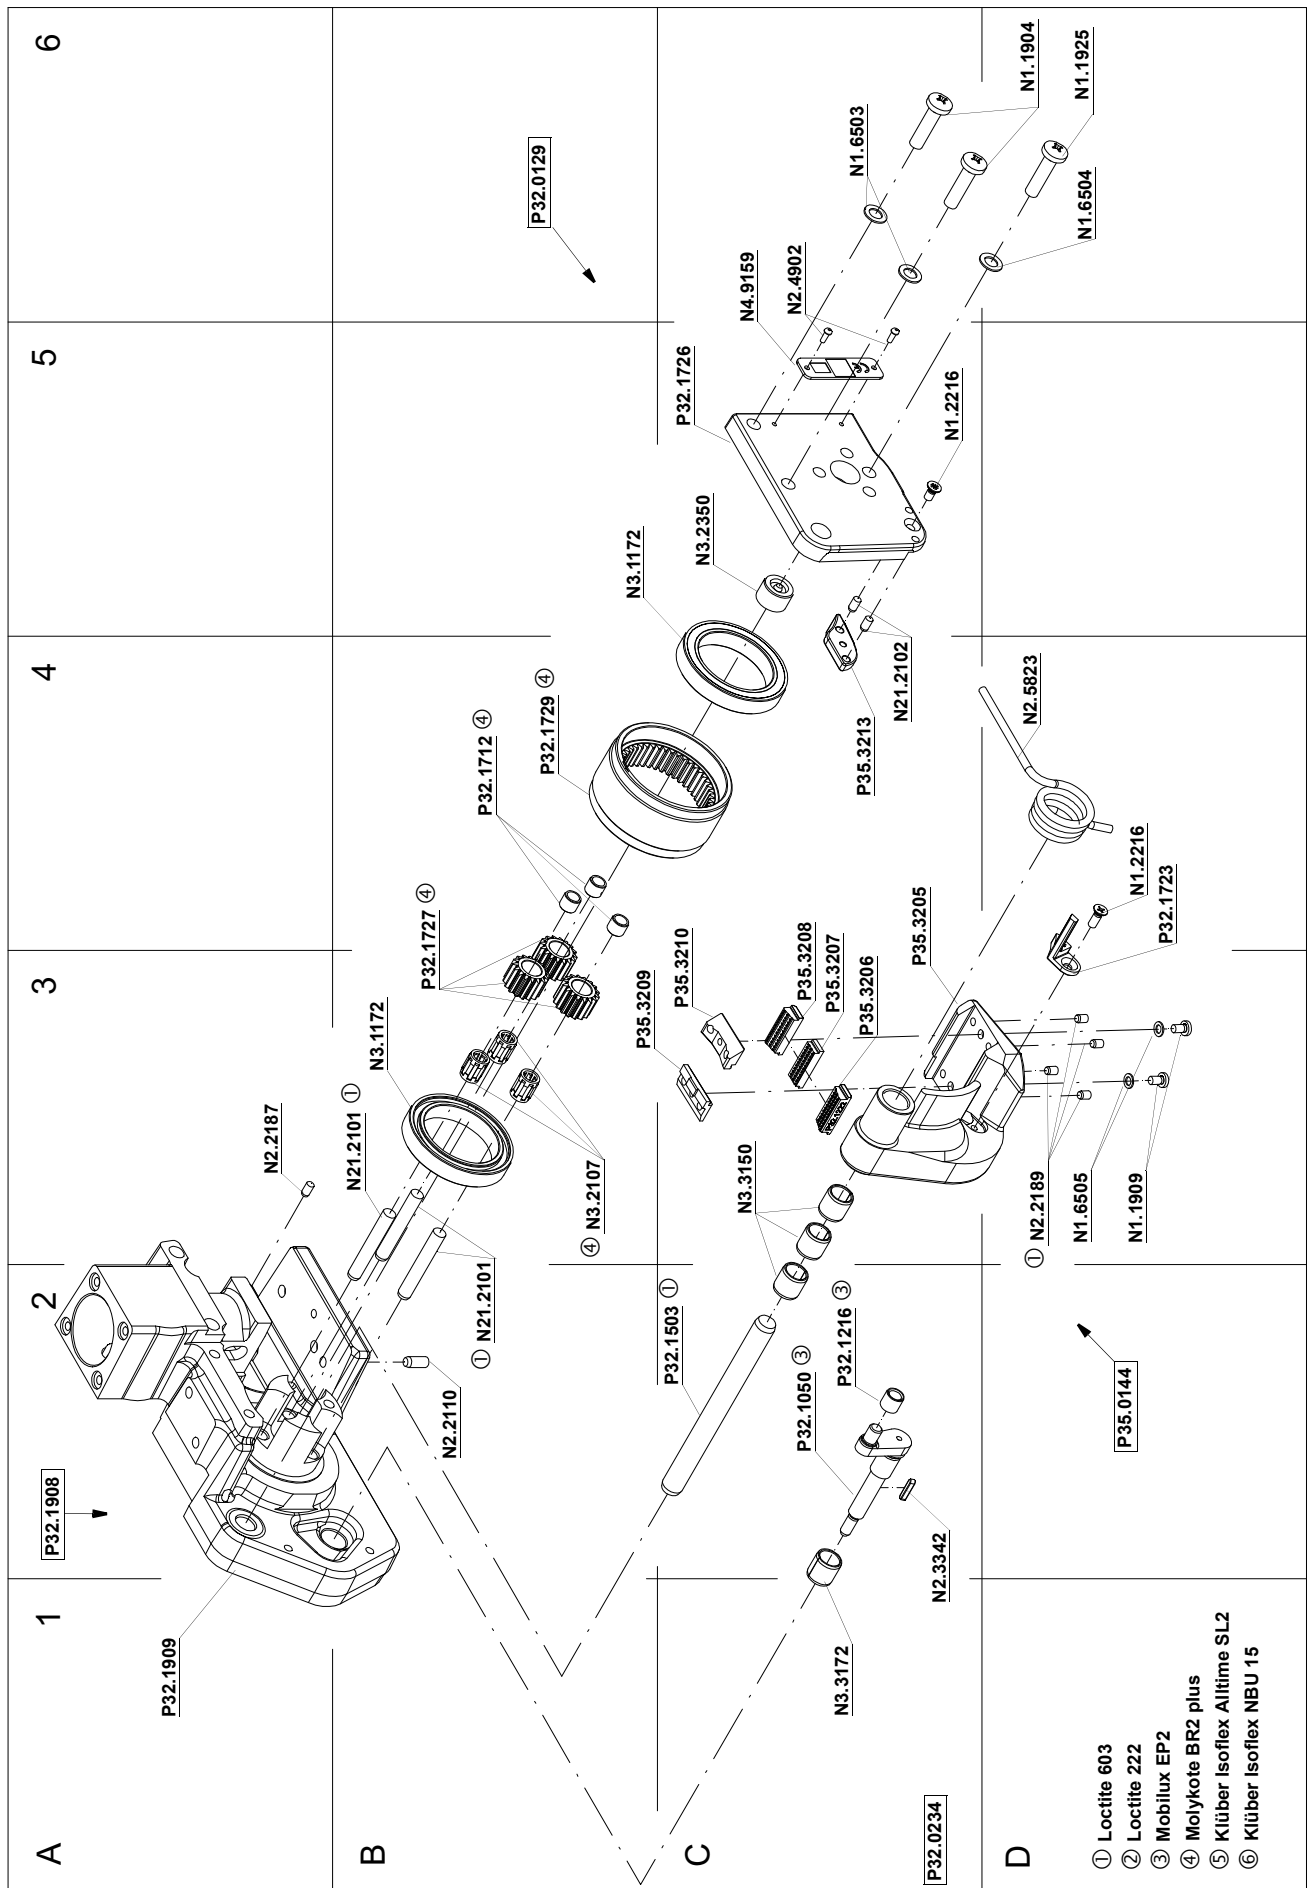 A
B
C
D
1
2
3
4
5
6
P32.1908
P32.1909
N2.2187
N21.2101 ①
N3.1172
P32.1727 ④
P32.1712 ④
P32.1729 ④
N3.1172
N3.2350
P32.1726
N4.9159
N2.4902
N1.6503
N1.1904
N1.1925
N1.6504
N1.2216
P32.0129
N2.2110
① N21.2101
④ N3.2107
N21.2102
P35.3213
P35.3209
P35.3210
P35.3208
P35.3207
P35.3206
P35.3205
N2.5823
N1.2216
P32.1723
N3.3150
P32.1503 ①
P32.1050 ③
P32.1216 ③
N2.3342
N3.3172
① N2.2189
N1.6505
N1.1909
P35.0144
P32.0234
① Loctite 603
② Loctite 222
③ Mobilux EP2
④ Molykote BR2 plus
⑤ Klüber Isoflex Alltime SL2
⑥ Klüber Isoflex NBU 15